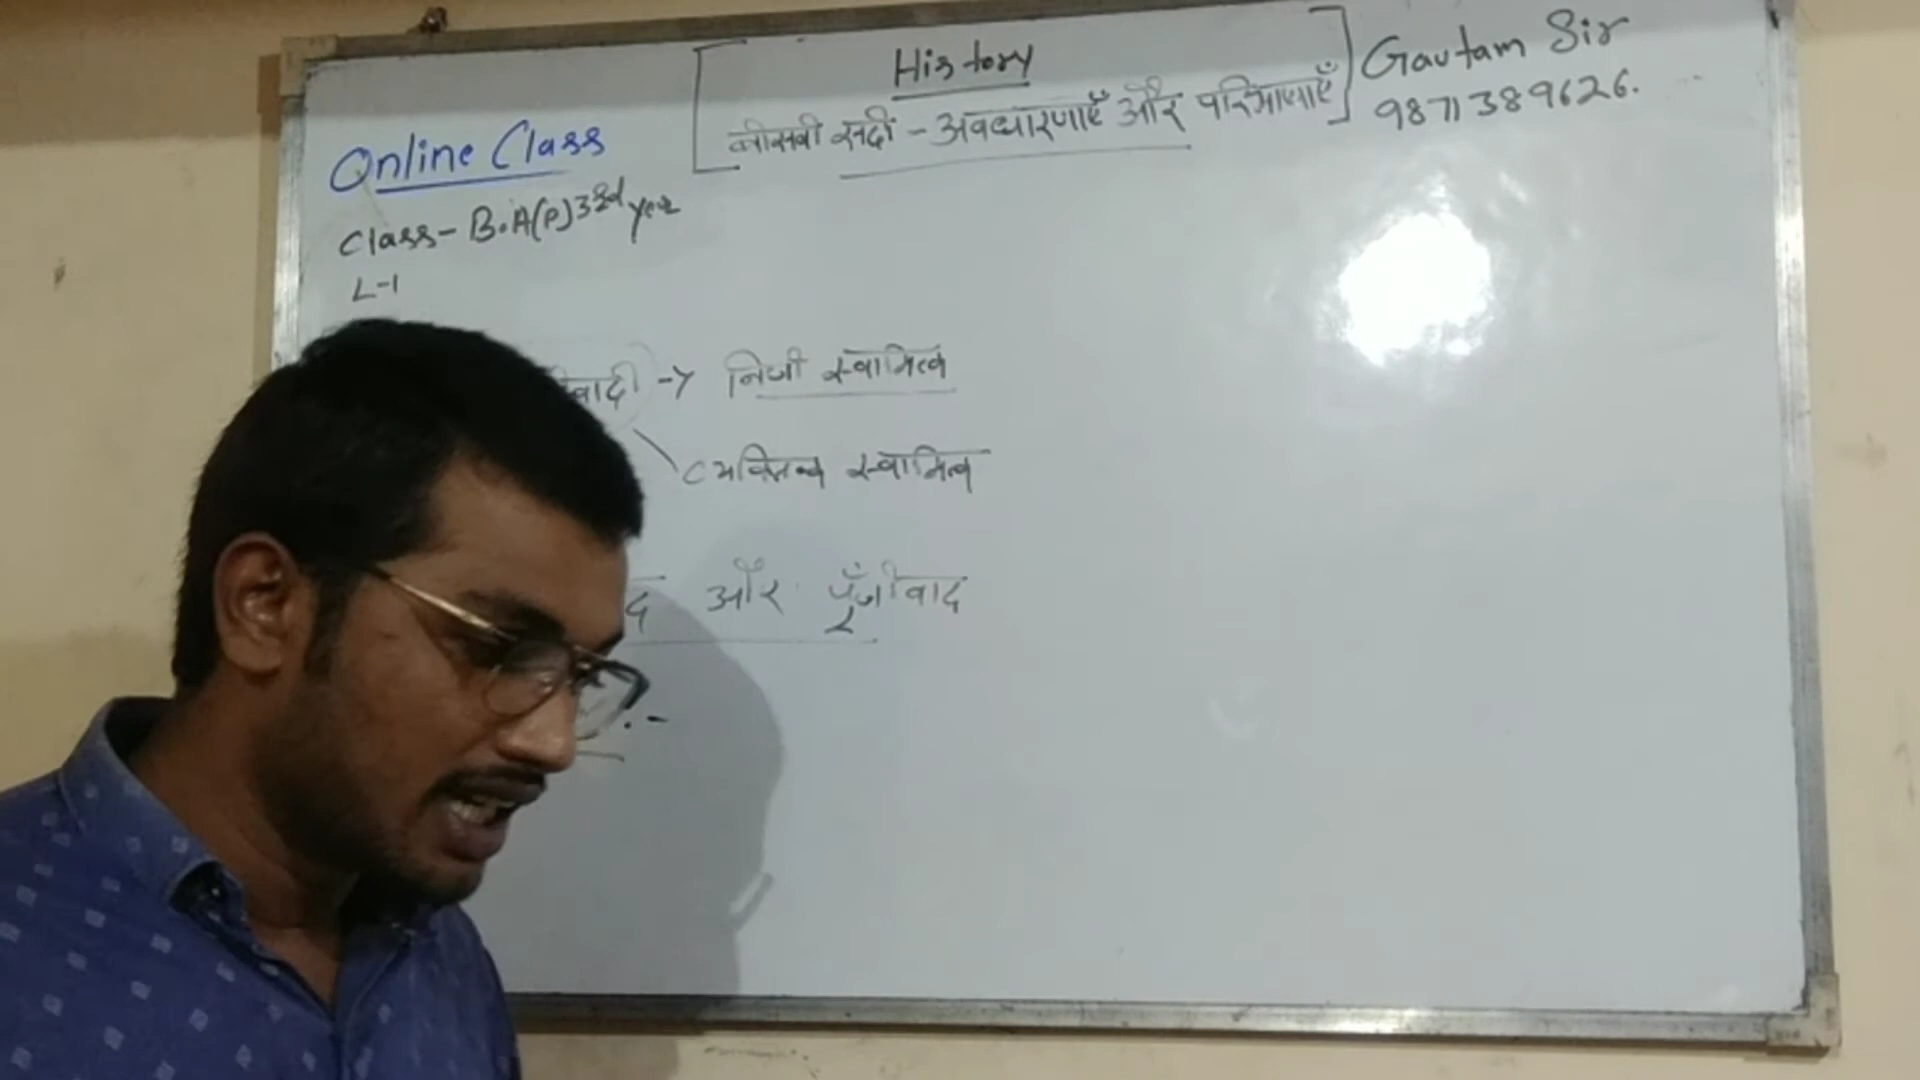 History
बीसवी सदी - अवधारणाएँ और परिभाषाएँ
Gautam Sir
9871389626.
Online Class
Class - B.A(P) 3rd year
L-1
वादी -> निजी स्वामित्व
स्वामित्व
द और पूँजीवाद